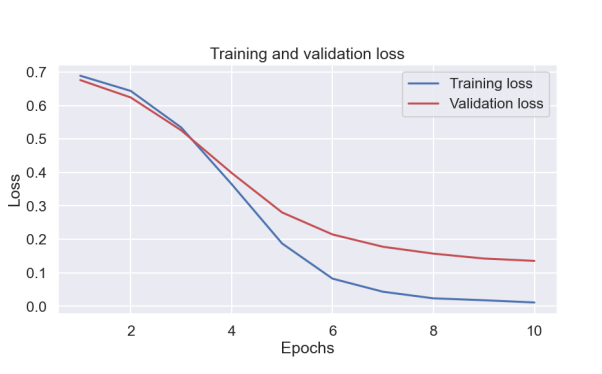 Training and validation loss
Training loss
Validation loss
Loss
0.7
0.6
0.5
0.4
0.3
0.2
0.1
0.0
2 4 6 8 10
Epochs